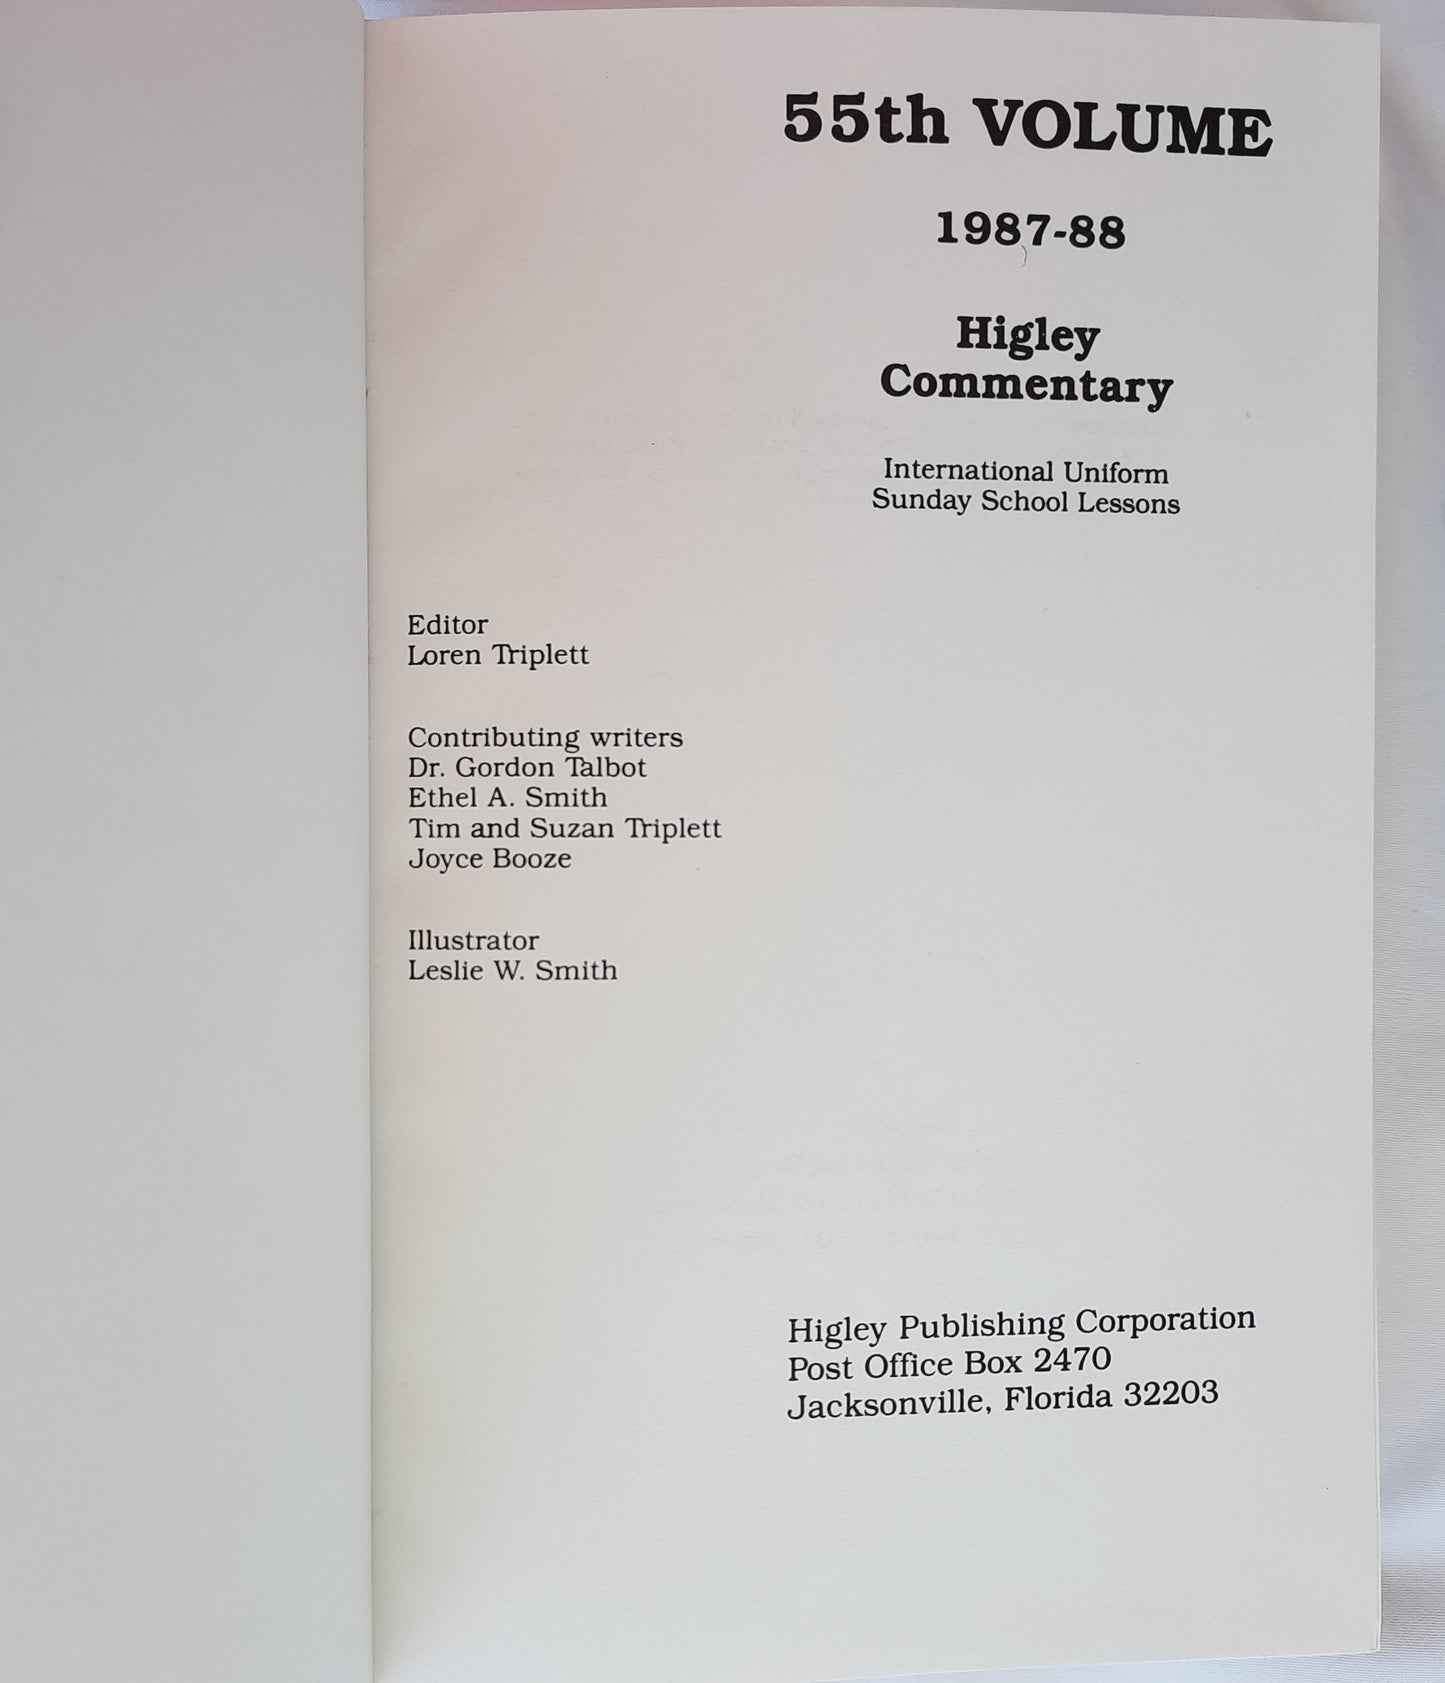 55th VOLUME
1987-88
Higley
Commentary
International Uniform
Sunday School Lessons
Editor
Loren Triplett
Contributing writers
Dr. Gordon Talbot
Ethel A. Smith
Tim and Suzan Triplett
Joyce Booze
Illustrator
Leslie W. Smith
Higley Publishing Corporation
Post Office Box 2470
Jacksonville, Florida 32203